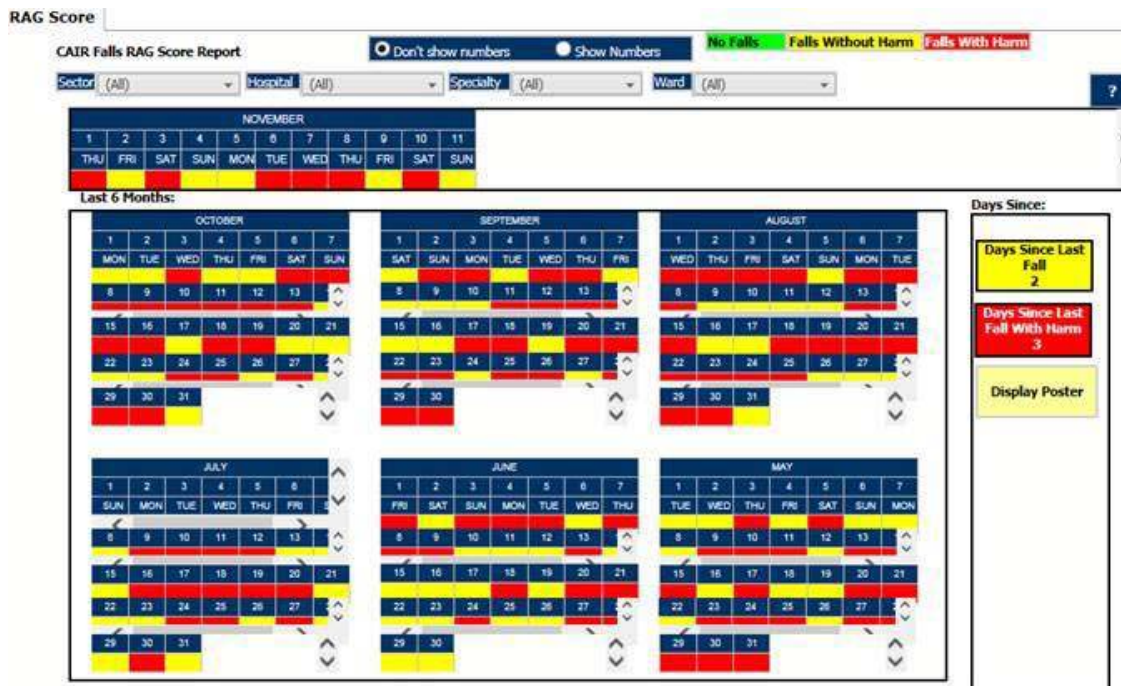 RAG Score
CAIR Falls RAG Score Report
Don't show numbers Show Numbers
No Falls Falls Without Harm Falls With Harm
Sector (All) Hospital (All) Specialty (All) Ward (All)
?
NOVEMBER
1 2 3 4 5 6 7 8 9 10 11
THU FRI SAT SUN MON TUE WED THU FRI SAT SUN
Last 6 Months:
OCTOBER
1 2 3 4 5 6 7
MON TUE WED THU FRI SAT SUN
8 9 10 11 12 13
15 16 17 18 19 20 21
22 23 24 25 26 27
29 30 31
SEPTEMBER
1 2 3 4 5 6 7
SAT SUN MON TUE WED THU FRI
8 9 10 11 12 13
15 16 17 18 19 20 21
22 23 24 25 26 27
29 30
AUGUST
1 2 3 4 5 6 7
WED THU FRI SAT SUN MON TUE
8 9 10 11 12 13
15 16 17 18 19 20 21
22 23 24 25 26 27
29 30 31
JULY
1 2 3 4 5 6
SUN MON TUE WED THU FRI
8 9 10 11 12 13
15 16 17 18 19 20 21
22 23 24 25 26 27
29 30 31
JUNE
1 2 3 4 5 6 7
FRI SAT SUN MON TUE WED THU
8 9 10 11 12 13
15 16 17 18 19 20 21
22 23 24 25 26 27
29 30
MAY
1 2 3 4 5 6 7
TUE WED THU FRI SAT SUN MON
8 9 10 11 12 13
15 16 17 18 19 20 21
22 23 24 25 26 27
29 30 31
Days Since:
Days Since Last
Fall
2
Days Since Last
Fall With Harm
3
Display Poster